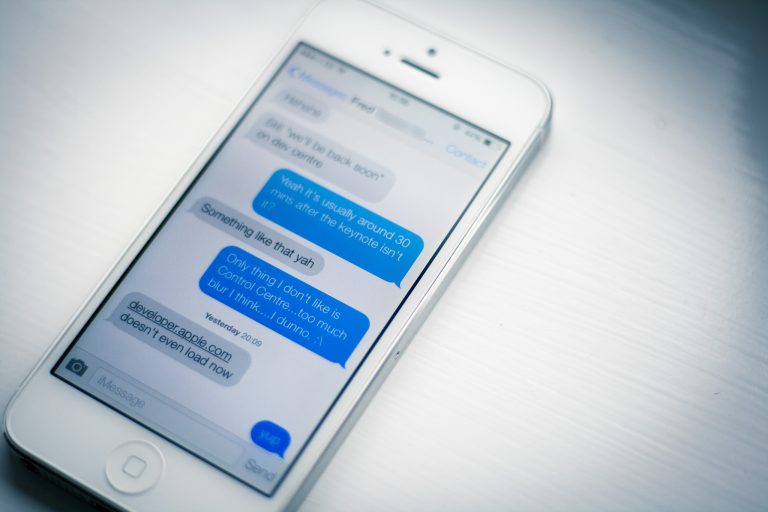 Messages
Fred
Contact
Hehehe
Still "we'll be back soon"
on dev centre
Yeah it's usually around 30
mins after the keynote isn't
it?
Something like that yah
Only thing I don't like is
Control Centre...too much
blur I think....I dunno. :\
Yesterday 20:09
developer.apple.com
doesn't even load now
yup
iMessage
Send